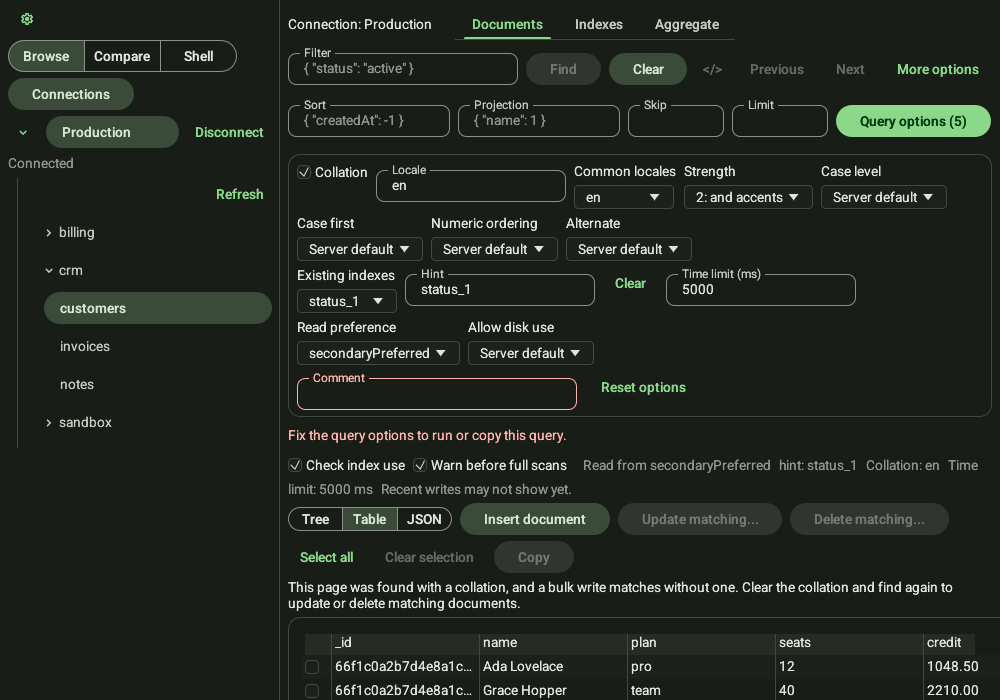 Connection: Production
Documents
Indexes
Aggregate
Browse
Compare
Shell
Connections
Production
Disconnect
Connected
Refresh
billing
crm
customers
invoices
notes
sandbox
Filter
{ "status": "active" }
Find
Clear
</>
Previous
Next
More options
Sort
{ "createdAt": -1 }
Projection
{ "name": 1 }
Skip
Limit
Query options (5)
Collation
Locale
en
Common locales
en
Strength
2: and accents
Case level
Server default
Case first
Server default
Numeric ordering
Server default
Alternate
Server default
Existing indexes
status_1
Hint
status_1
Clear
Time limit (ms)
5000
Read preference
secondaryPreferred
Allow disk use
Server default
Comment
Reset options
Fix the query options to run or copy this query.
Check index use
Warn before full scans
Read from secondaryPreferred hint: status_1 Collation: en Time
limit: 5000 ms Recent writes may not show yet.
Tree
Table
JSON
Insert document
Update matching...
Delete matching...
Select all
Clear selection
Copy
This page was found with a collation, and a bulk write matches without one. Clear the collation and find again to
update or delete matching documents.
_id name plan seats credit
66f1c0a2b7d4e8a1c... Ada Lovelace pro 12 1048.50
66f1c0a2b7d4e8a1c... Grace Hopper team 40 2210.00